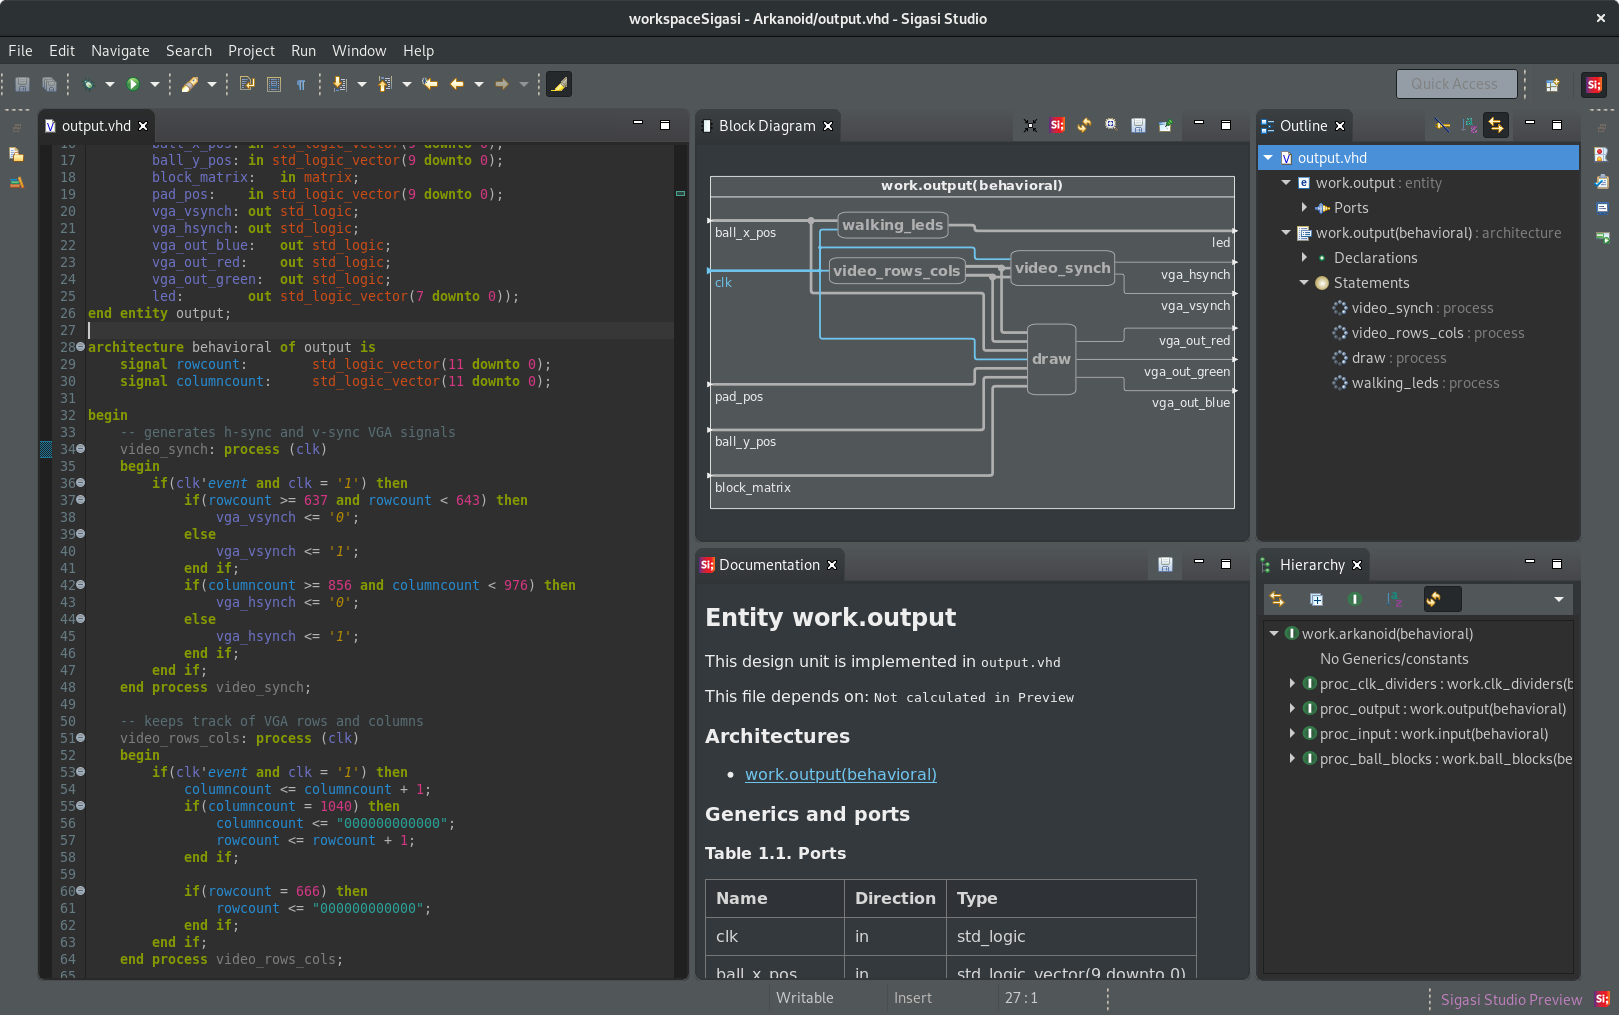 workspaceSigasi - Arkanoid/output.vhd - Sigasi Studio
File Edit Navigate Search Project Run Window Help
Quick Access
output.vhd
16 ball_x_pos: in std_logic_vector(9 downto 0);
17 ball_y_pos: in std_logic_vector(9 downto 0);
18 block_matrix: in matrix;
19 pad_pos: in std_logic_vector(9 downto 0);
20 vga_vsynch: out std_logic;
21 vga_hsynch: out std_logic;
22 vga_out_blue: out std_logic;
23 vga_out_red: out std_logic;
24 vga_out_green: out std_logic;
25 led: out std_logic_vector(7 downto 0));
26 end entity output;
27
28 architecture behavioral of output is
29 signal rowcount: std_logic_vector(11 downto 0);
30 signal columncount: std_logic_vector(11 downto 0);
31
32 begin
33 -- generates h-sync and v-sync VGA signals
34 video_synch: process (clk)
35 begin
36 if(clk'event and clk = '1') then
37 if(rowcount >= 637 and rowcount < 643) then
38 vga_vsynch <= '0';
39 else
40 vga_vsynch <= '1';
41 end if;
42 if(columncount >= 856 and columncount < 976) then
43 vga_hsynch <= '0';
44 else
45 vga_hsynch <= '1';
46 end if;
47 end if;
48 end process video_synch;
49
50 -- keeps track of VGA rows and columns
51 video_rows_cols: process (clk)
52 begin
53 if(clk'event and clk = '1') then
54 columncount <= columncount + 1;
55 if(columncount = 1040) then
56 columncount <= "000000000000";
57 rowcount <= rowcount + 1;
58 end if;
59
60 if(rowcount = 666) then
61 rowcount <= "000000000000";
62 end if;
63 end if;
64 end process video_rows_cols;
65
Block Diagram
work.output(behavioral)
ball_x_pos
clk
pad_pos
ball_y_pos
block_matrix
walking_leds
video_rows_cols
video_synch
draw
led
vga_hsynch
vga_vsynch
vga_out_red
vga_out_green
vga_out_blue
Si; Documentation
Entity work.output
This design unit is implemented in output.vhd
This file depends on: Not calculated in Preview
Architectures
• work.output(behavioral)
Generics and ports
Table 1.1. Ports
Name Direction Type
clk in std_logic
ball_x_pos in std_logic_vector(9 downto 0)
Outline
output.vhd
work.output : entity
Ports
work.output(behavioral) : architecture
Declarations
Statements
video_synch : process
video_rows_cols : process
draw : process
walking_leds : process
Hierarchy
work.arkanoid(behavioral)
No Generics/constants
proc_clk_dividers : work.clk_dividers(b
proc_output : work.output(behavioral)
proc_input : work.input(behavioral)
proc_ball_blocks : work.ball_blocks(be
Writable Insert 27 : 1
Sigasi Studio Preview Si;